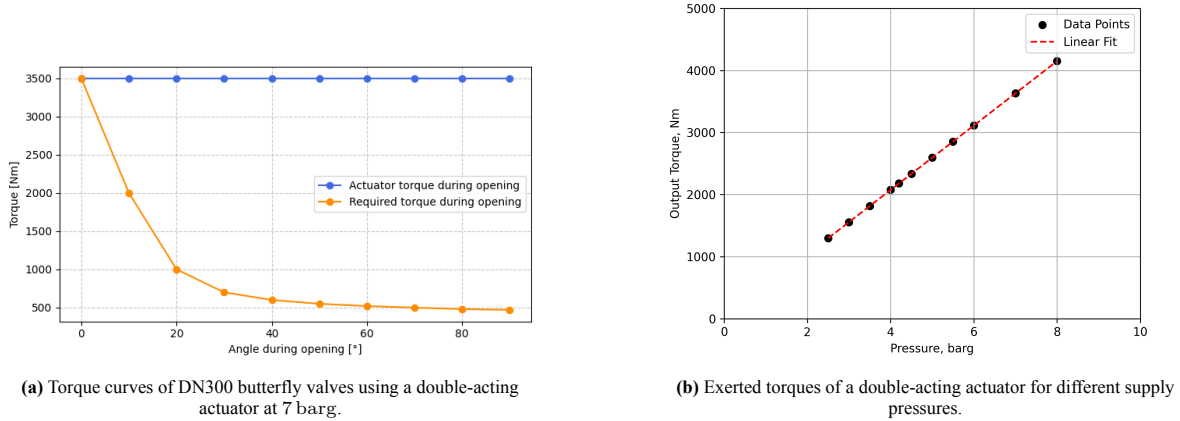 3500
3000
2500
2000
1500
1000
500
Torque [Nm]
0
20
40
60
80
Angle during opening [°]
Actuator torque during opening
Required torque during opening
(a) Torque curves of DN300 butterfly valves using a double-acting
actuator at 7 barg.
5000
4000
3000
2000
1000
0
Output Torque, Nm
0
2
4
6
8
10
Pressure, barg
Data Points
Linear Fit
(b) Exerted torques of a double-acting actuator for different supply
pressures.